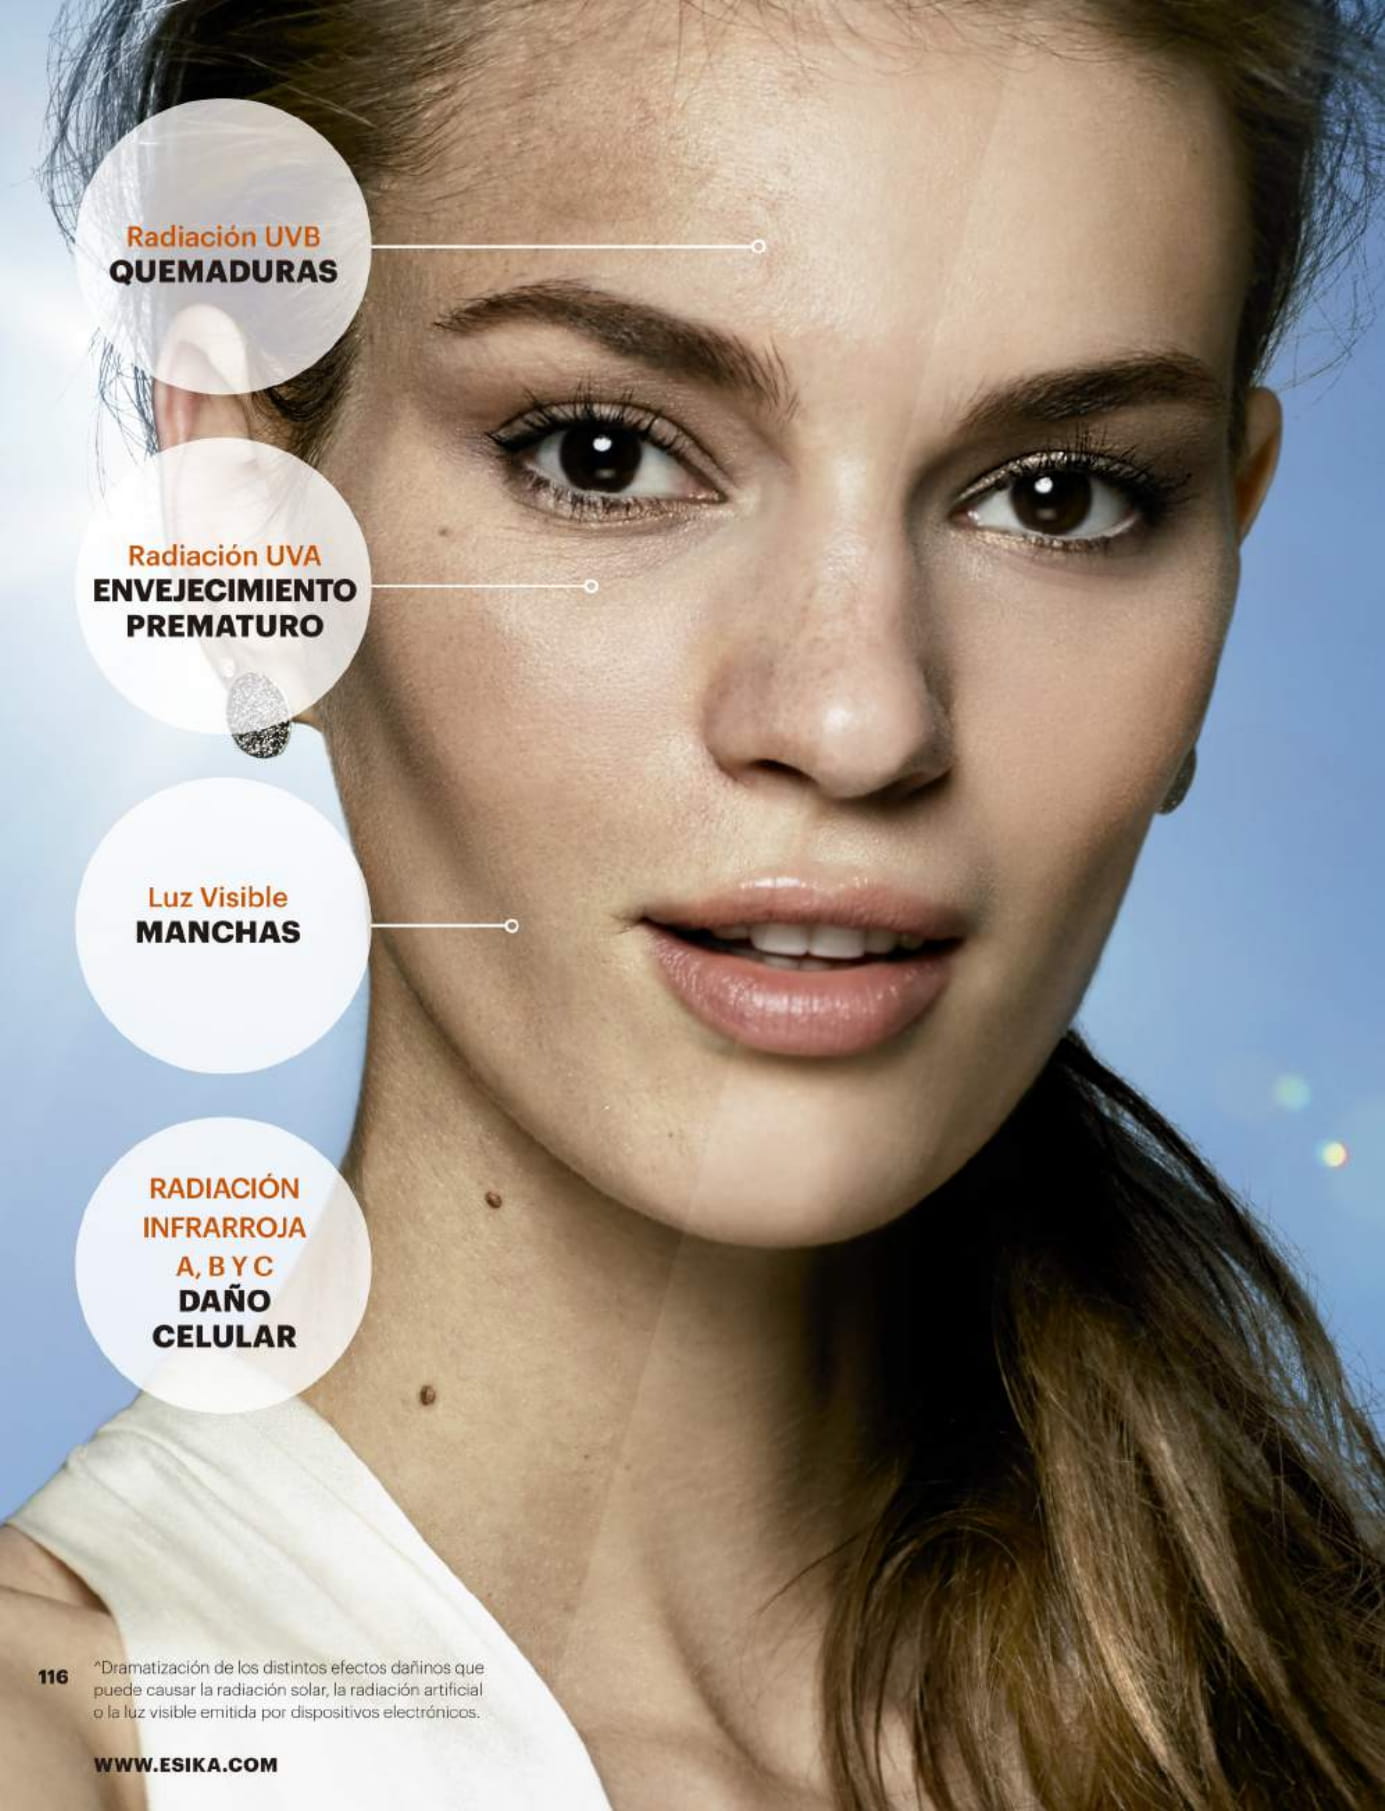 Radiación UVB
QUEMADURAS
Radiación UVA
ENVEJECIMIENTO
PREMATURO
Luz Visible
MANCHAS
RADIACIÓN
INFRARROJA
A, B Y C
DAÑO
CELULAR
116
^Dramatización de los distintos efectos dañinos que
puede causar la radiación solar, la radiación artificial
o la luz visible emitida por dispositivos electrónicos.
WWW.ESIKA.COM